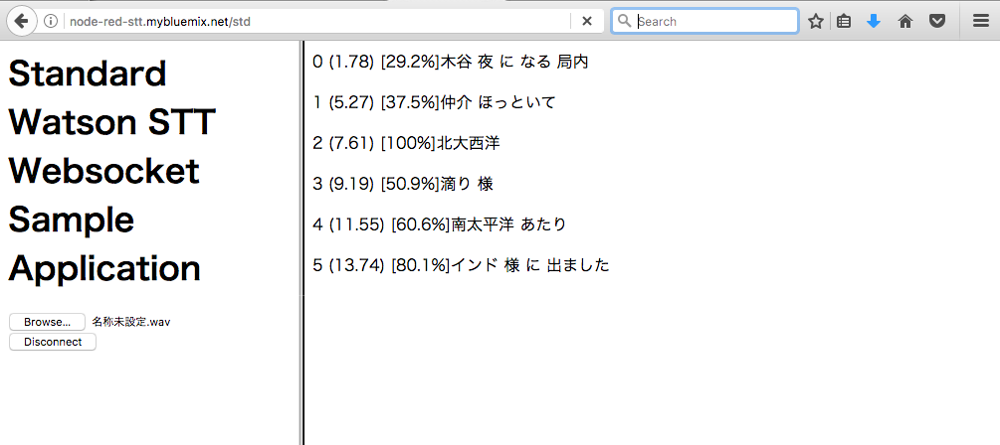 node-red-stt.mybluemix.net/std
Search
Standard
Watson STT
Websocket
Sample
Application
Browse... 名称未設定.wav
Disconnect
0 (1.78) [29.2%]木谷 夜 に なる 局内
1 (5.27) [37.5%]仲介 ほっといて
2 (7.61) [100%]北大西洋
3 (9.19) [50.9%]滴り 様
4 (11.55) [60.6%]南太平洋 あたり
5 (13.74) [80.1%]インド 様 に 出ました